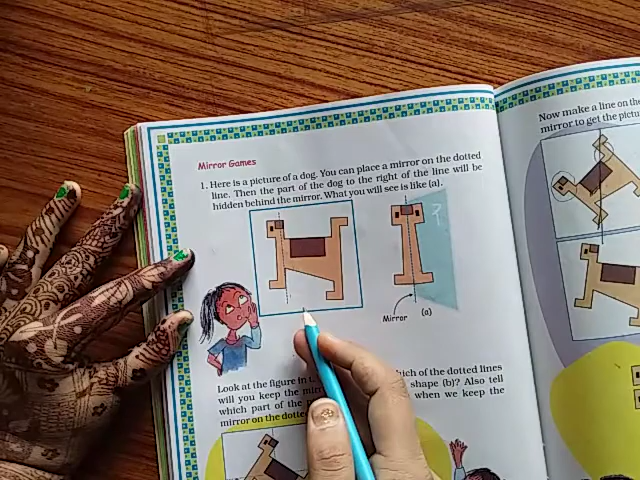 Mirror Games
1. Here is a picture of a dog. You can place a mirror on the dotted
line. Then the part of the dog to the right of the line will be
hidden behind the mirror. What you will see is like (a).
?
Mirror
(a)
Look at the figure in
which of the dotted lines
will you keep the
shape (b)? Also tell
which part of the
when we keep the
mirror on the dotted
Now make a line on the
mirror to get the